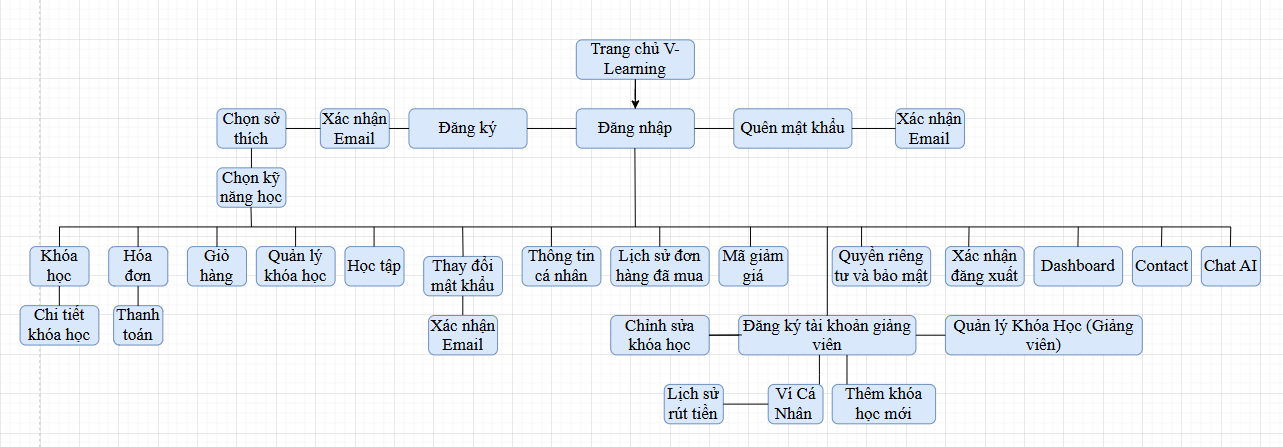 Trang chủ V-
Learning
Chọn sở
thích
Xác nhận
Email
Đăng ký
Đăng nhập
Quên mật khẩu
Xác nhận
Email
Chọn kỹ
năng học
Khóa
học
Hóa
đơn
Giỏ
hàng
Quản lý
khóa học
Học tập
Thay đổi
mật khẩu
Thông tin
cá nhân
Lịch sử đơn
hàng đã mua
Mã giảm
giá
Quyền riêng
tư và bảo mật
Xác nhận
đăng xuất
Dashboard
Contact
Chat AI
Chi tiết
khóa học
Thanh
toán
Xác nhận
Email
Chỉnh sửa
khóa học
Đăng ký tài khoản giảng
viên
Quản lý Khóa Học (Giảng
viên)
Lịch sử
rút tiền
Ví Cá
Nhân
Thêm khóa
học mới